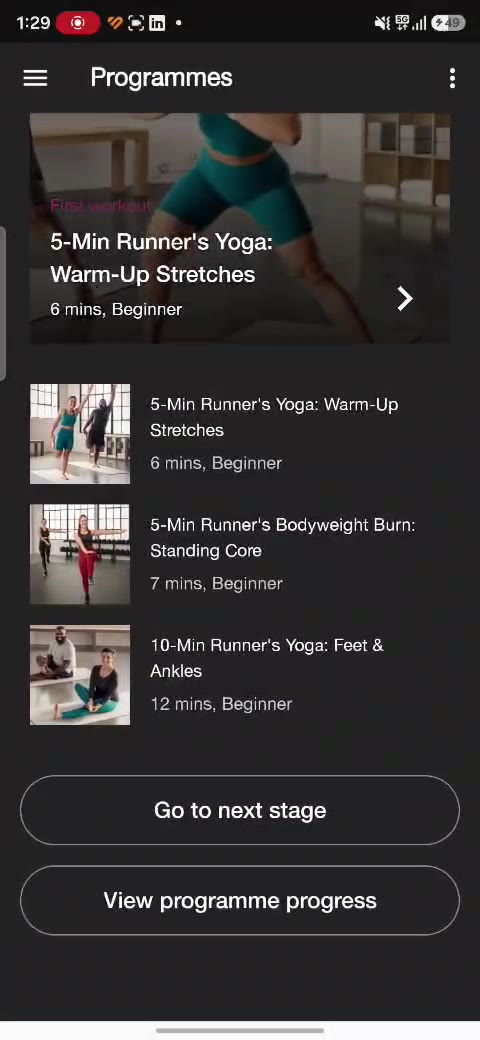 1:29
5G
49
Programmes
First workout
5-Min Runner's Yoga:
Warm-Up Stretches
6 mins, Beginner
5-Min Runner's Yoga: Warm-Up
Stretches
6 mins, Beginner
5-Min Runner's Bodyweight Burn:
Standing Core
7 mins, Beginner
10-Min Runner's Yoga: Feet &
Ankles
12 mins, Beginner
Go to next stage
View programme progress